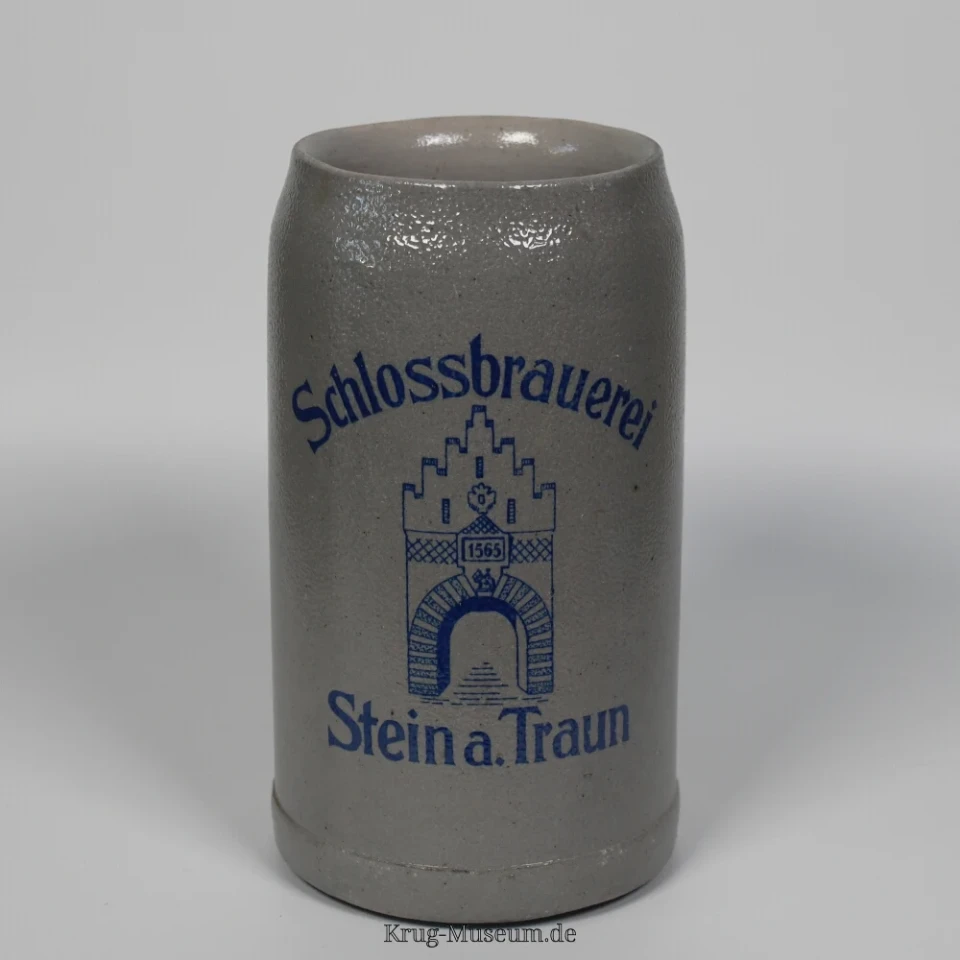 Schlossbrauerei
1565
Stein a. Traun
Krug-Museum.de